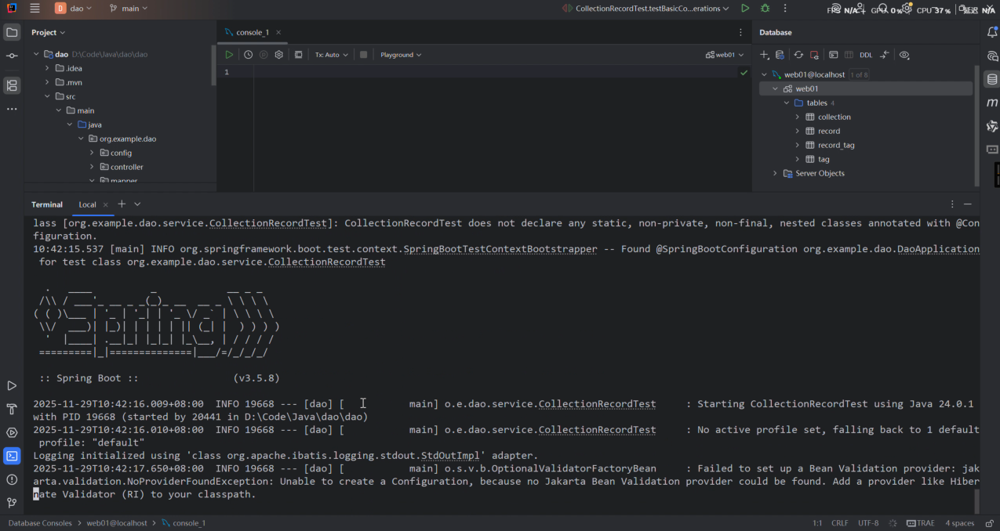 D dao main CollectionRecordTest.testBasicCo...erations FPS N/A GPU 0% CPU 37% 延迟 N/A
Project
console_1
Database
Tx: Auto Playground web01
DDL
1
dao D:\Code\Java\dao\dao
.idea
.mvn
src
main
java
org.example.dao
config
controller
mapper
web01@localhost 1 of 8
web01
tables 4
collection
record
record_tag
tag
Server Objects
Terminal Local
lass [org.example.dao.service.CollectionRecordTest]: CollectionRecordTest does not declare any static, non-private, non-final, nested classes annotated with @Con
figuration.
10:42:15.537 [main] INFO org.springframework.boot.test.context.SpringBootTestContextBootstrapper -- Found @SpringBootConfiguration org.example.dao.DaoApplication
for test class org.example.dao.service.CollectionRecordTest
Spring
:: Spring Boot :: (v3.5.8)
2025-11-29T10:42:16.009+08:00 INFO 19668 --- [dao] [ main] o.e.dao.service.CollectionRecordTest : Starting CollectionRecordTest using Java 24.0.1
with PID 19668 (started by 20441 in D:\Code\Java\dao\dao)
2025-11-29T10:42:16.010+08:00 INFO 19668 --- [dao] [ main] o.e.dao.service.CollectionRecordTest : No active profile set, falling back to 1 default
profile: "default"
Logging initialized using 'class org.apache.ibatis.logging.stdout.StdOutImpl' adapter.
2025-11-29T10:42:17.650+08:00 INFO 19668 --- [dao] [ main] o.s.v.b.OptionalValidatorFactoryBean : Failed to set up a Bean Validation provider: jak
arta.validation.NoProviderFoundException: Unable to create a Configuration, because no Jakarta Bean Validation provider could be found. Add a provider like Hiber
nate Validator (RI) to your classpath.
Database Consoles > web01@localhost > console_1 1:1 CRLF UTF-8 TRAE 4 spaces